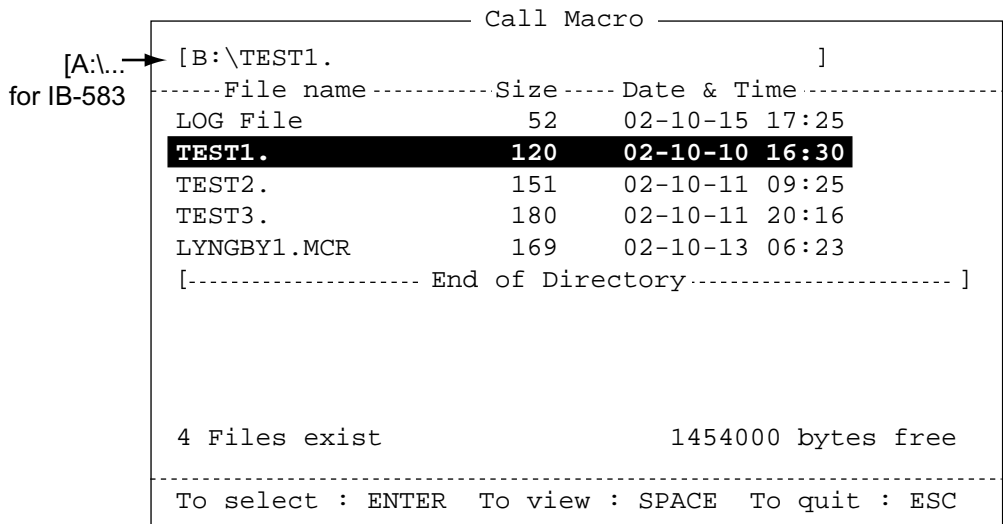 Call Macro
[A:\...
for IB-583
[B:\TEST1. ]
File name Size Date & Time
LOG File 52 02-10-15 17:25
TEST1. 120 02-10-10 16:30
TEST2. 151 02-10-11 09:25
TEST3. 180 02-10-11 20:16
LYNGBY1.MCR 169 02-10-13 06:23
[ End of Directory ]
4 Files exist 1454000 bytes free
To select : ENTER To view : SPACE To quit : ESC